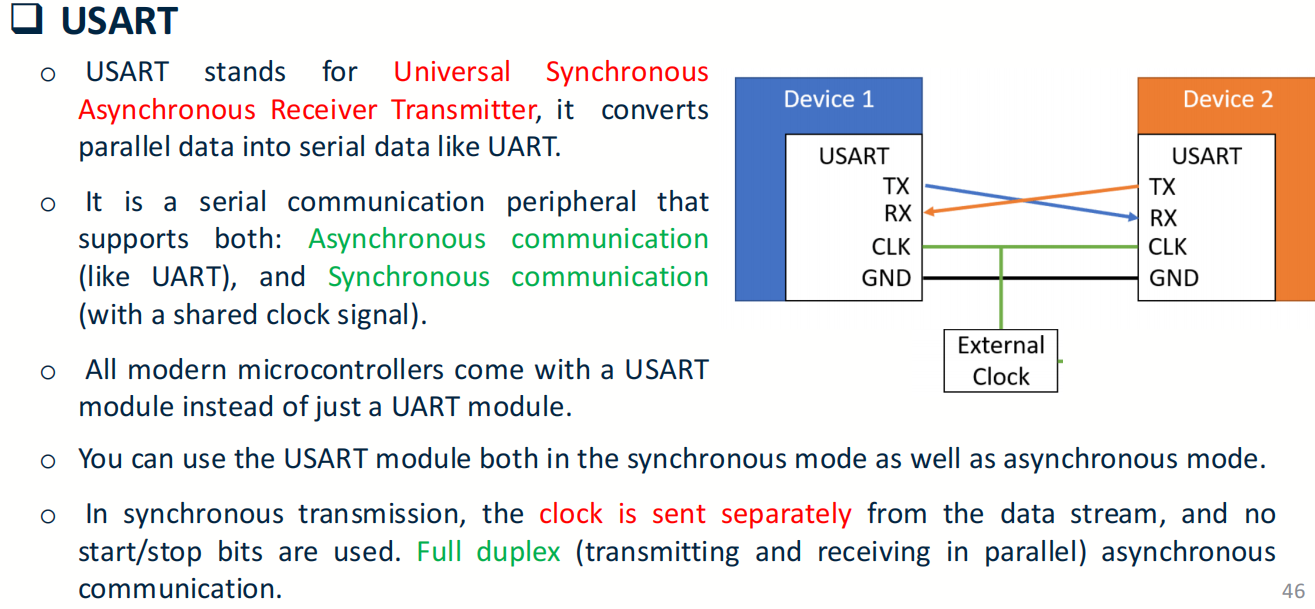 ❑ USART
o USART stands for Universal Synchronous
Asynchronous Receiver Transmitter, it converts
parallel data into serial data like UART.
o It is a serial communication peripheral that
supports both: Asynchronous communication
(like UART), and Synchronous communication
(with a shared clock signal).
o All modern microcontrollers come with a USART
module instead of just a UART module.
o You can use the USART module both in the synchronous mode as well as asynchronous mode.
o In synchronous transmission, the clock is sent separately from the data stream, and no
start/stop bits are used. Full duplex (transmitting and receiving in parallel) asynchronous
communication.
Device 1
USART
TX
RX
CLK
GND
Device 2
USART
TX
RX
CLK
GND
External
Clock
46